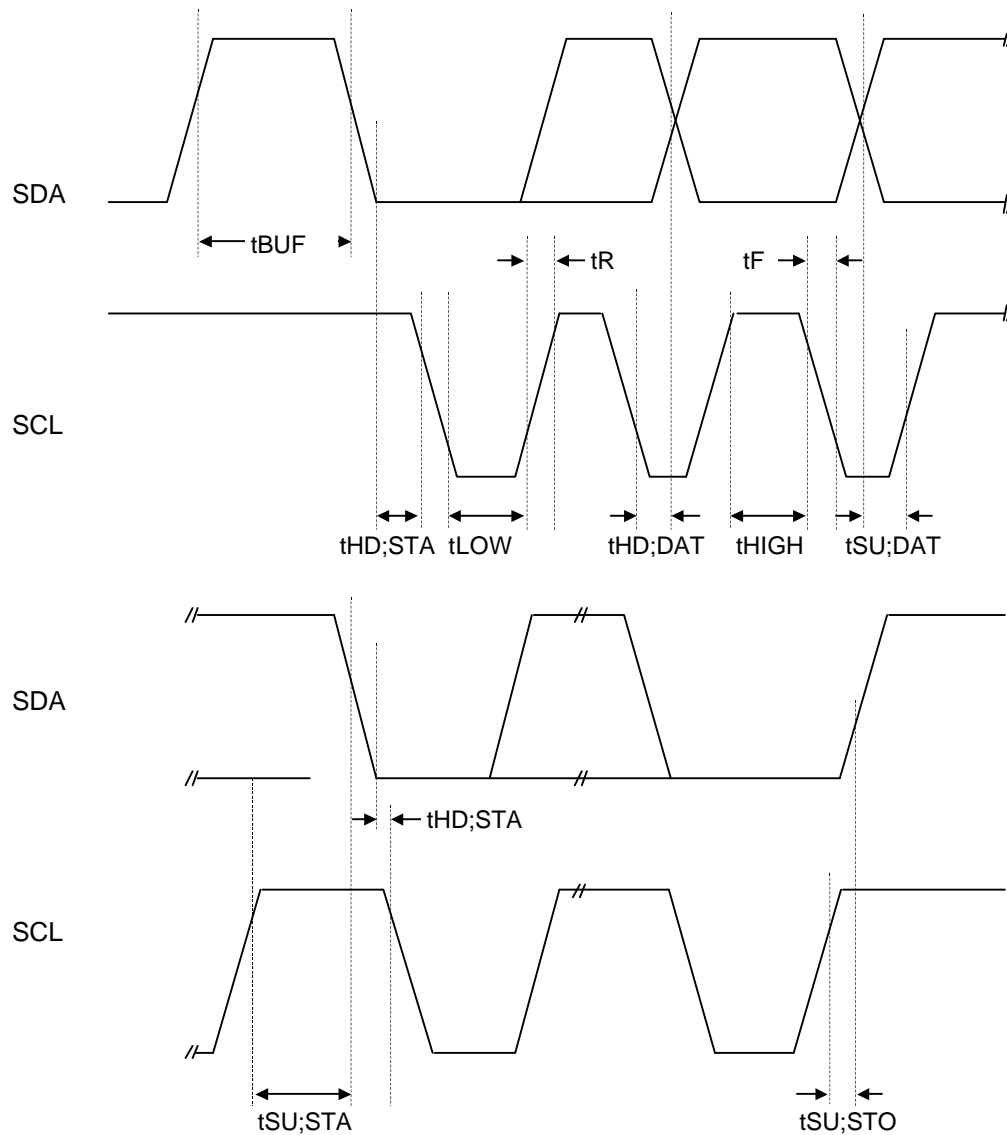 SDA
tBUF
tR
tF
SCL
tHD;STA tLOW tHD;DAT tHIGH tSU;DAT
SDA
tHD;STA
SCL
tSU;STA
tSU;STO